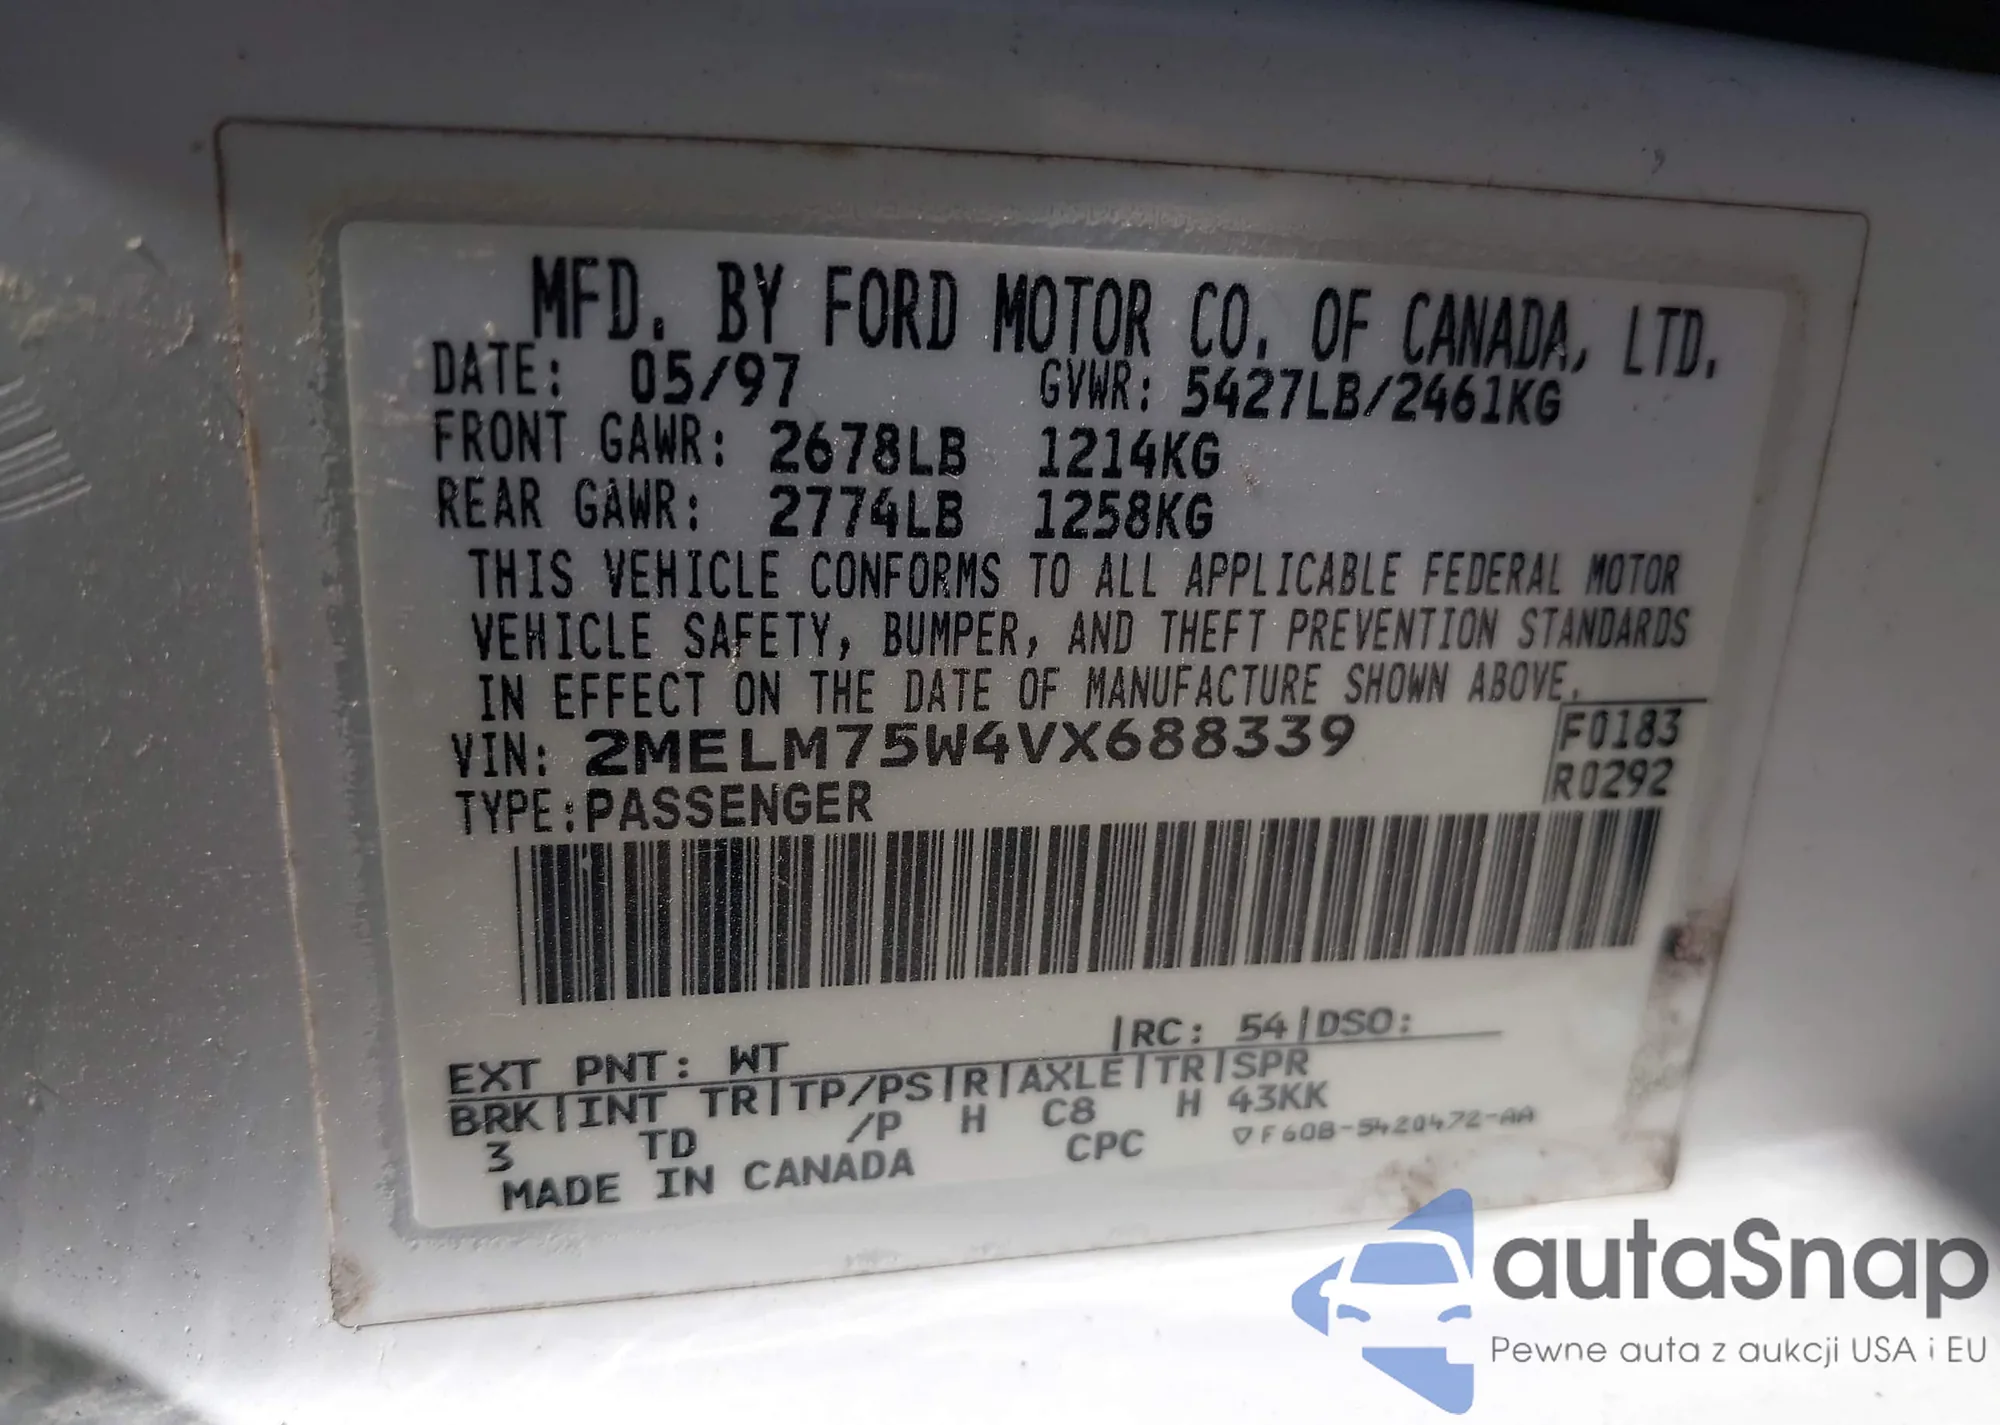 MFD. BY FORD MOTOR CO. OF CANADA, LTD.
DATE: 05/97 GVWR: 5427LB/2461KG
FRONT GAWR: 2678LB 1214KG
REAR GAWR: 2774LB 1258KG
THIS VEHICLE CONFORMS TO ALL APPLICABLE FEDERAL MOTOR
VEHICLE SAFETY, BUMPER, AND THEFT PREVENTION STANDARDS
IN EFFECT ON THE DATE OF MANUFACTURE SHOWN ABOVE.
VIN: 2MELM75W4VX688339 F0183
TYPE:PASSENGER R0292
EXT PNT: WT |RC: 54|DSO:
BRK|INT TR|TP/PS|R|AXLE|TR|SPR
3 TD /P H C8 H 43KK
MADE IN CANADA CPC ▽F60B-5420472-AA
autaSnap
Pewne auta z aukcji USA i EU